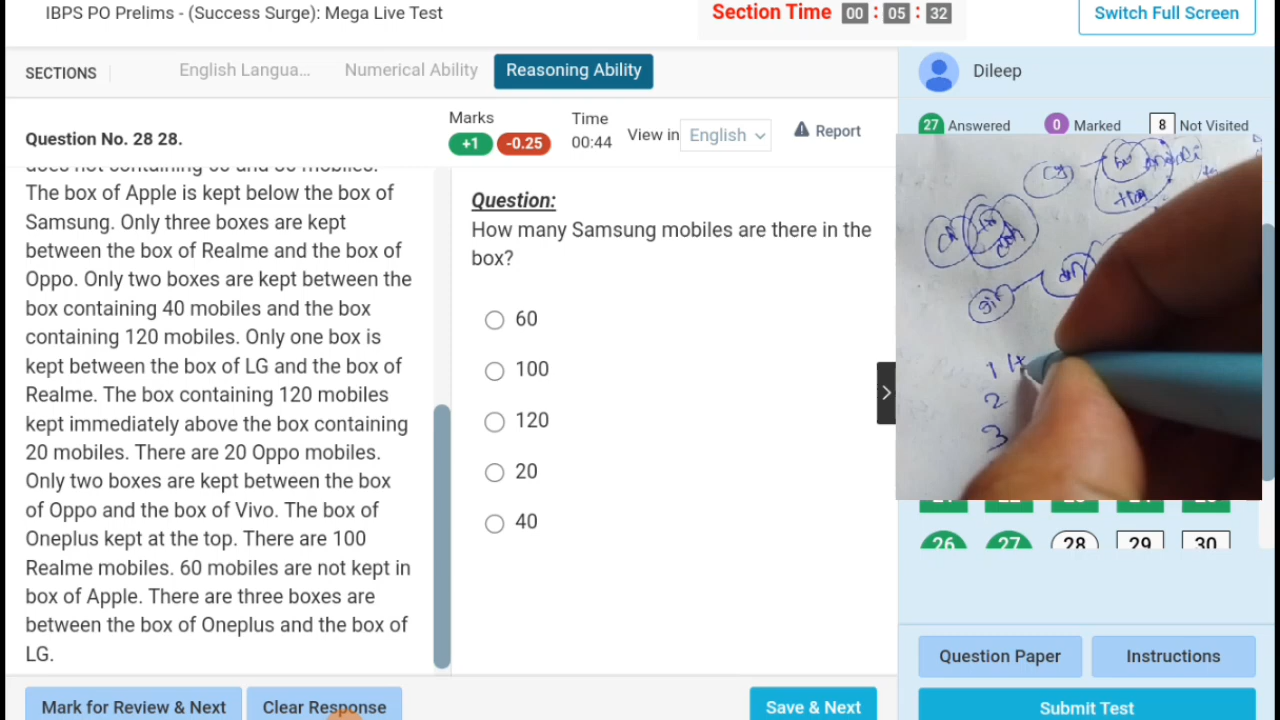 IBPS PO Prelims - (Success Surge): Mega Live Test
Section Time 00 : 05 : 32
Switch Full Screen
SECTIONS
English Langua...
Numerical Ability
Reasoning Ability
Dileep
Question No. 28 28.
Marks
+1 -0.25
Time
00:44
View in English
Report
27 Answered
0 Marked
8 Not Visited
The box of Apple is kept below the box of
Samsung. Only three boxes are kept
between the box of Realme and the box of
Oppo. Only two boxes are kept between the
box containing 40 mobiles and the box
containing 120 mobiles. Only one box is
kept between the box of LG and the box of
Realme. The box containing 120 mobiles
kept immediately above the box containing
20 mobiles. There are 20 Oppo mobiles.
Only two boxes are kept between the box
of Oppo and the box of Vivo. The box of
Oneplus kept at the top. There are 100
Realme mobiles. 60 mobiles are not kept in
box of Apple. There are three boxes are
between the box of Oneplus and the box of
LG.
Question:
How many Samsung mobiles are there in the
box?
60
100
120
20
40
1
2
3
26 27 28 29 30
Question Paper
Instructions
Mark for Review & Next
Clear Response
Save & Next
Submit Test